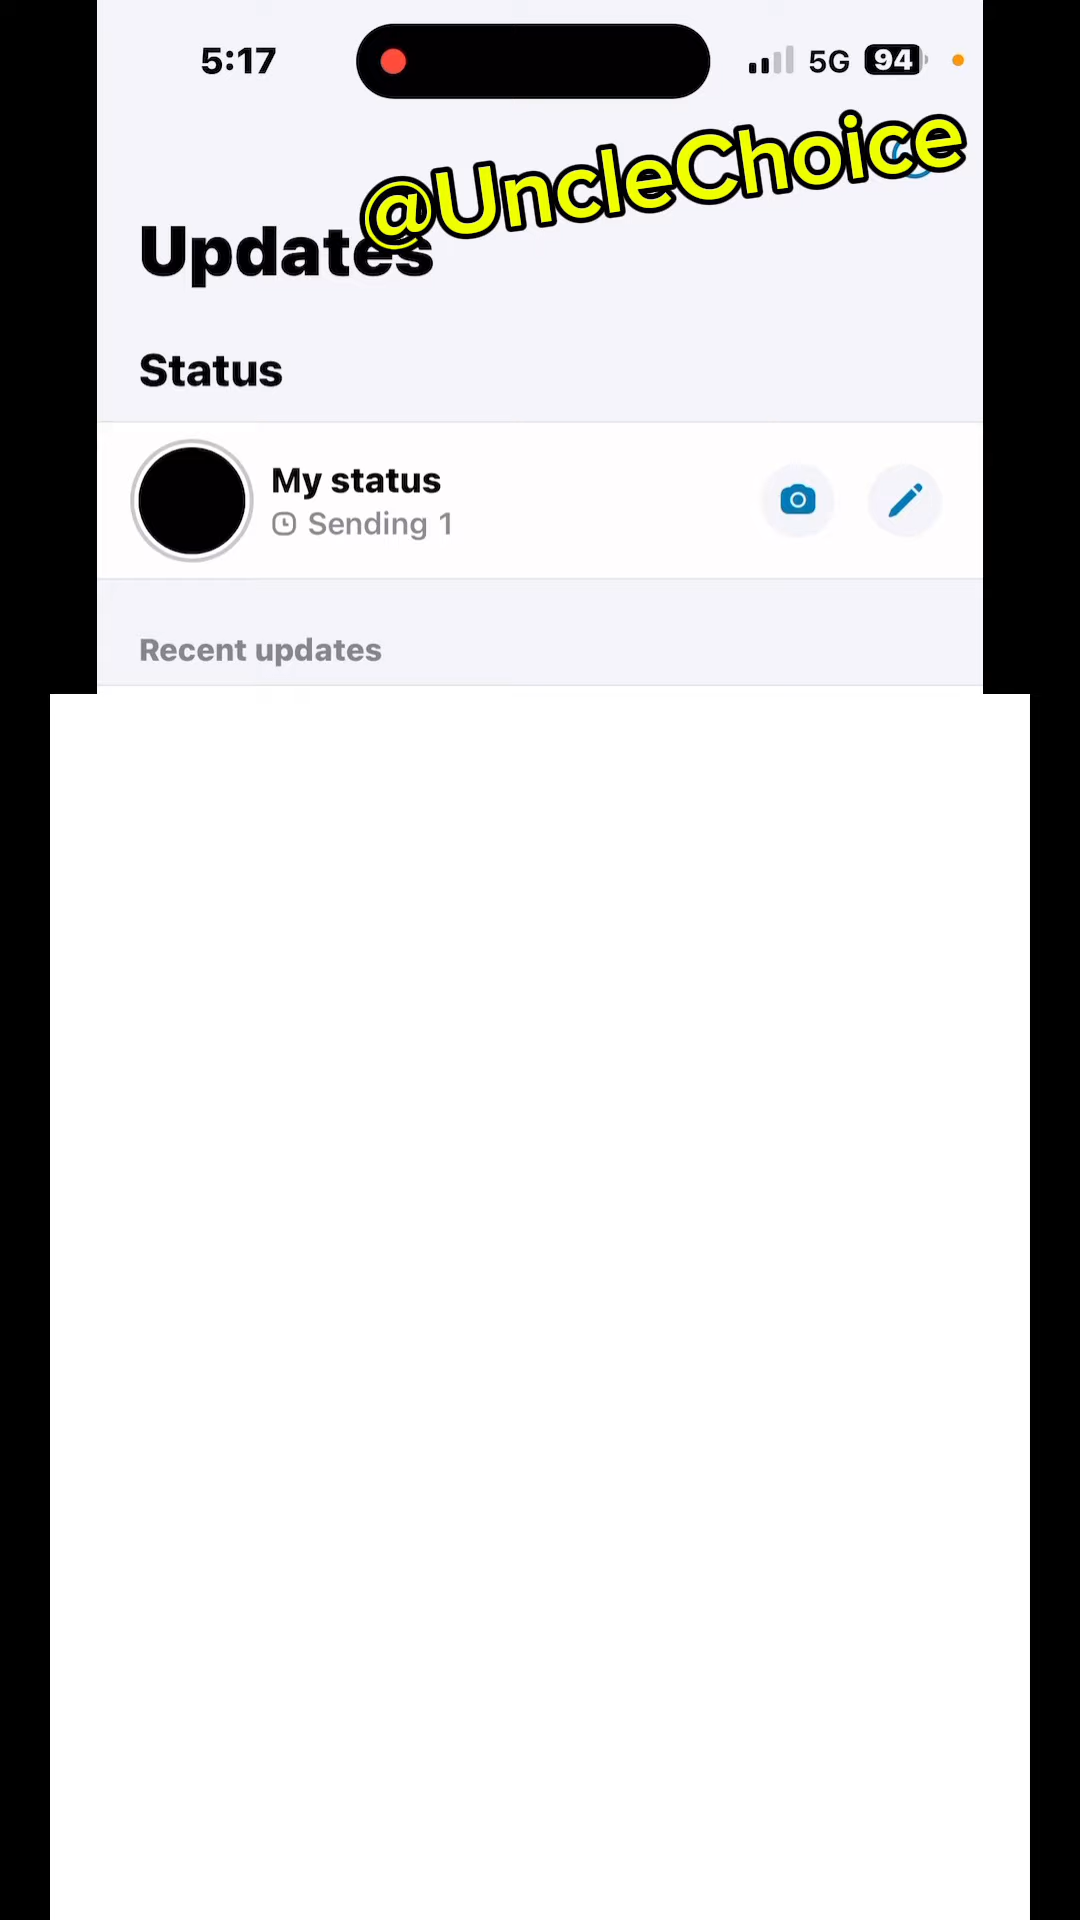 5:17
5G 94
@UncleChoice
Updates
Status
My status
Sending 1
Recent updates